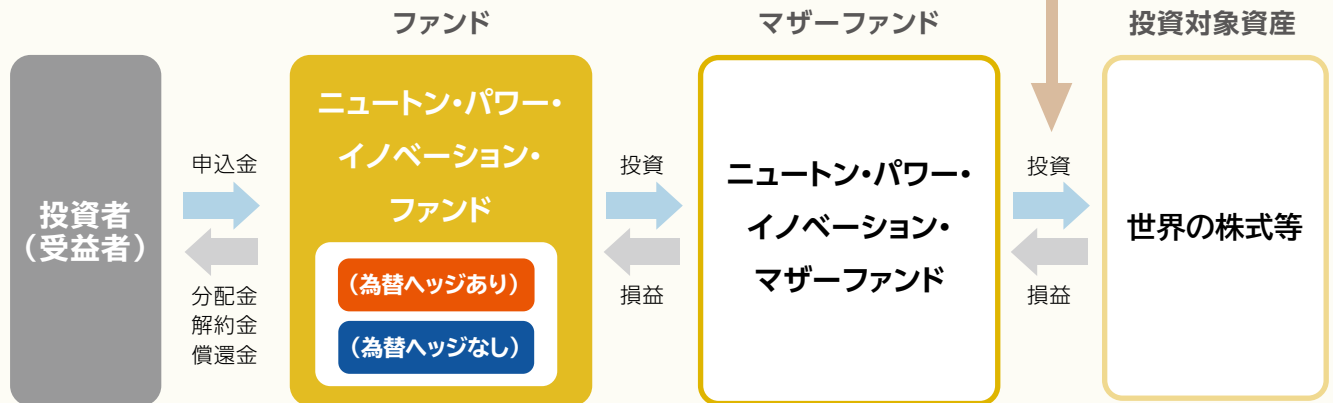 ファンド
マザーファンド
投資対象資産
投資者
（受益者）
申込金
分配金
解約金
償還金
ニュートン・パワー・
イノベーション・
ファンド
（為替ヘッジあり）
（為替ヘッジなし）
投資
損益
ニュートン・パワー・
イノベーション・
マザーファンド
投資
損益
世界の株式等